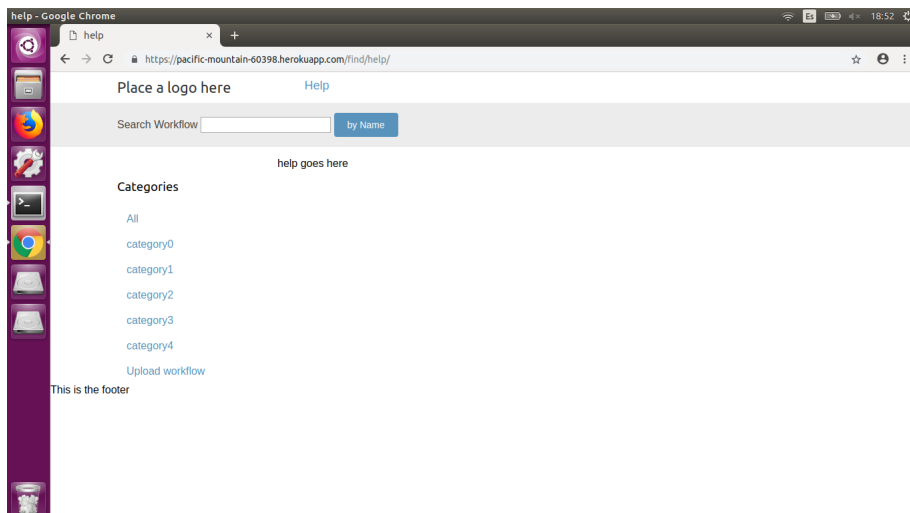 help - Google Chrome
Es
18:52
help
https://pacific-mountain-60398.herokuapp.com/find/help/
Place a logo here
Help
Search Workflow
by Name
help goes here
Categories
All
category0
category1
category2
category3
category4
Upload workflow
This is the footer